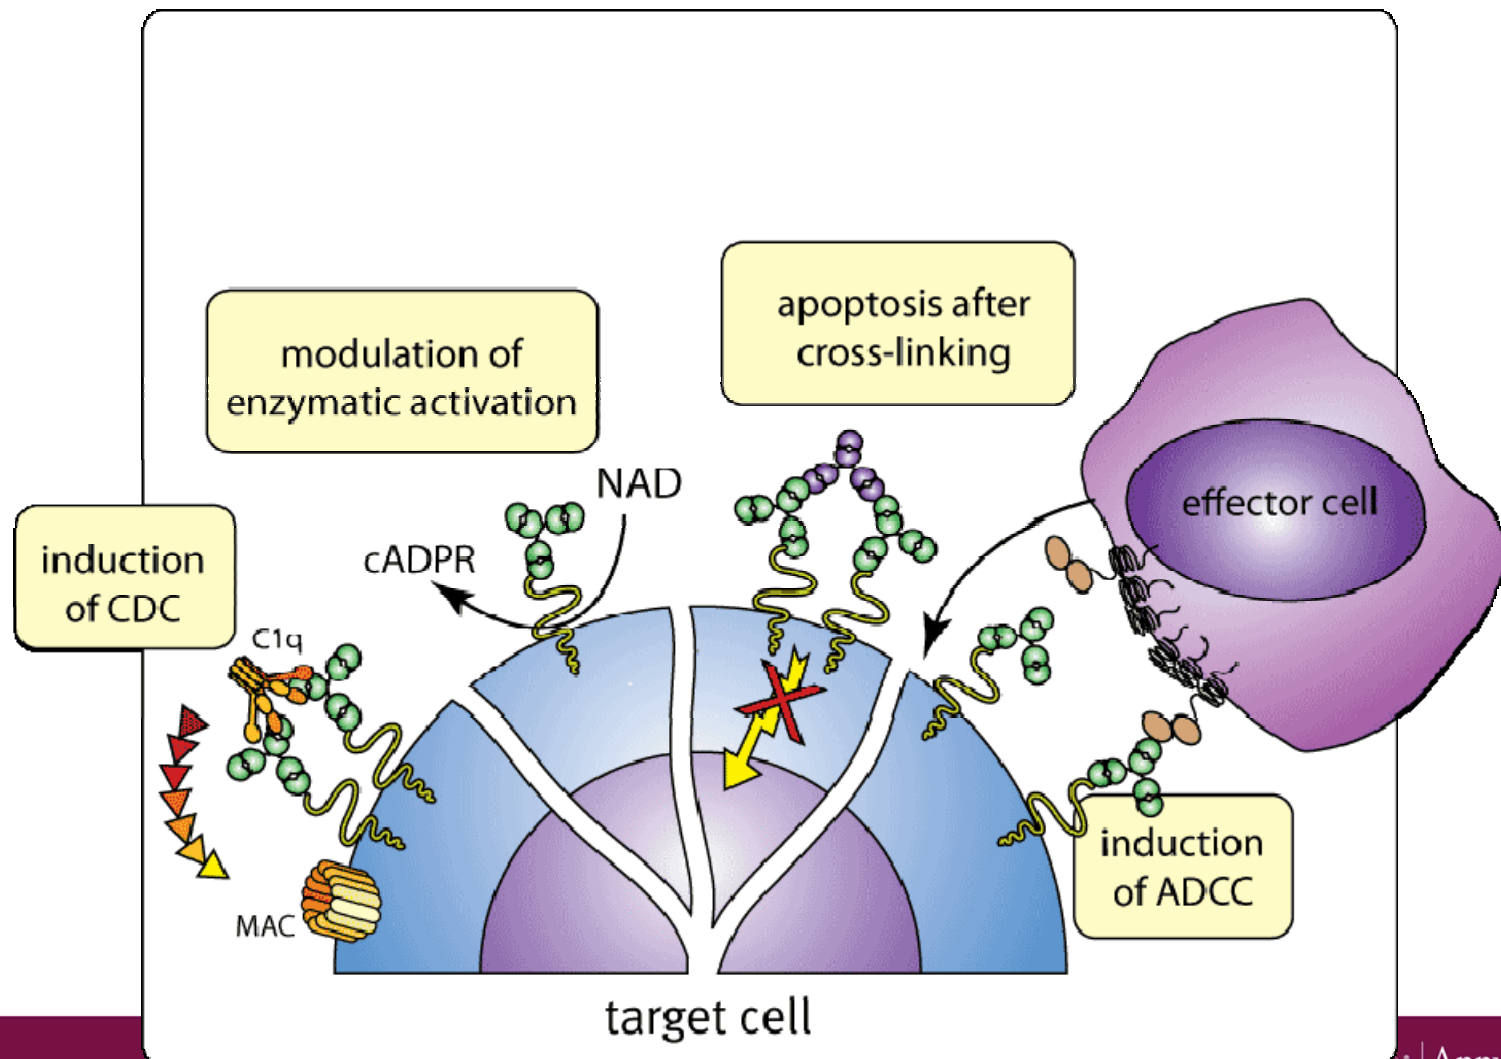 apoptosis after
cross-linking
modulation of
enzymatic activation
NAD
effector cell
cADPR
induction
of CDC
C1q
induction
of ADCC
MAC
target cell